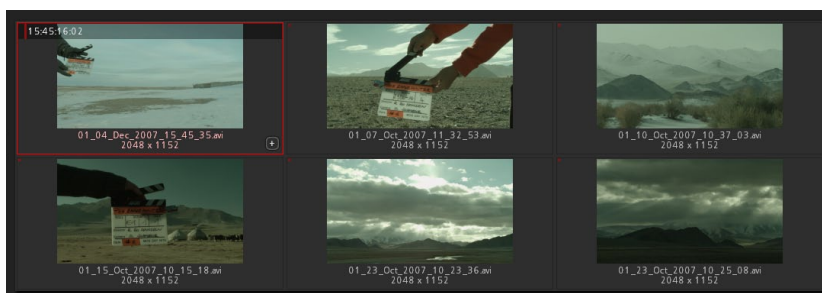 15:45:16:02
01_04_Dec_2007_15_45_35.avi
2048 x 1152
01_07_Oct_2007_11_32_53.avi
2048 x 1152
01_10_Oct_2007_10_37_03.avi
2048 x 1152
01_15_Oct_2007_10_15_18.avi
2048 x 1152
01_23_Oct_2007_10_23_36.avi
2048 x 1152
01_23_Oct_2007_10_25_08.avi
2048 x 1152